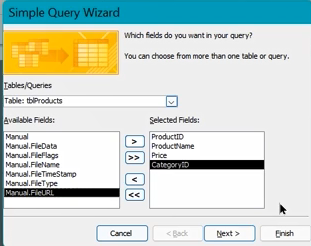 Simple Query Wizard
Which fields do you want in your query?
You can choose from more than one table or query.
Tables/Queries
Table: tblProducts
Available Fields:
Selected Fields:
Manual
Manual.FileData
Manual.FileFlags
Manual.FileName
Manual.FileTimeStamp
Manual.FileType
Manual.FileURL
>
>>
<
<<
ProductID
ProductName
Price
CategoryID
Cancel
< Back
Next >
Finish